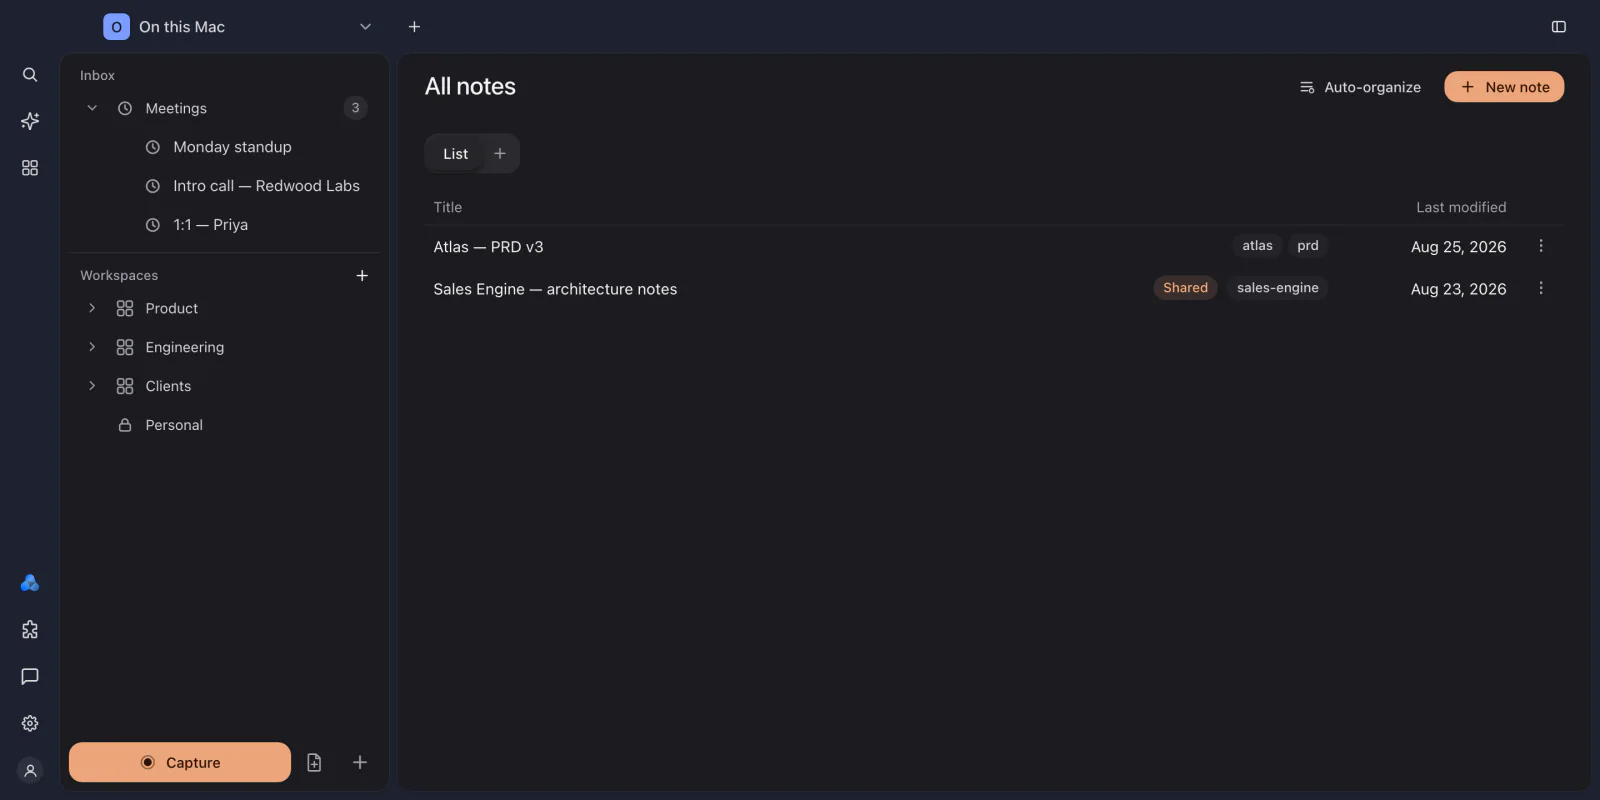 O On this Mac
Inbox
Meetings 3
Monday standup
Intro call — Redwood Labs
1:1 — Priya
Workspaces
Product
Engineering
Clients
Personal
Capture
All notes
Auto-organize
New note
List
Title Last modified
Atlas — PRD v3 atlas prd Aug 25, 2026
Sales Engine — architecture notes Shared sales-engine Aug 23, 2026